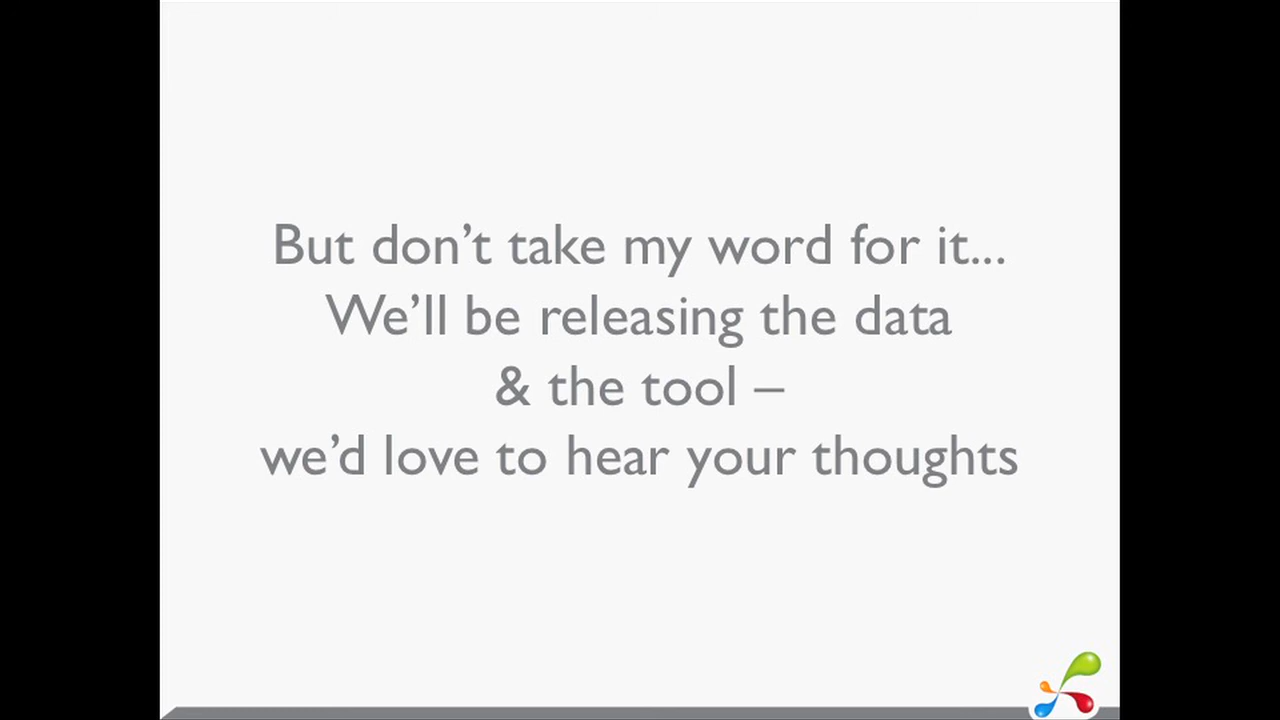 But don’t take my word for it...
We’ll be releasing the data
& the tool –
we’d love to hear your thoughts